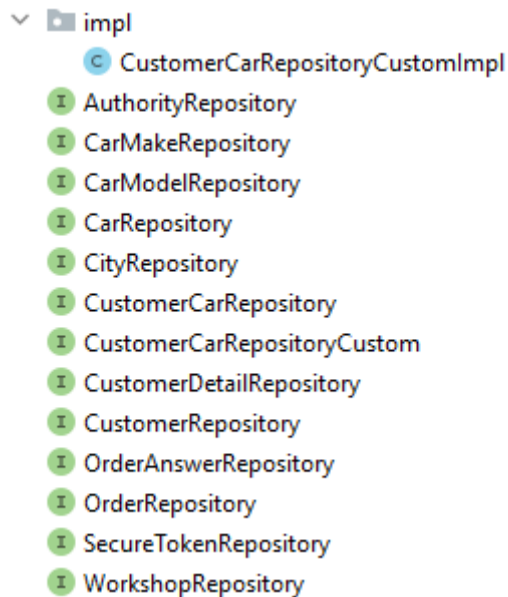 impl
C CustomerCarRepositoryCustomImpl
I AuthorityRepository
I CarMakeRepository
I CarModelRepository
I CarRepository
I CityRepository
I CustomerCarRepository
I CustomerCarRepositoryCustom
I CustomerDetailRepository
I CustomerRepository
I OrderAnswerRepository
I OrderRepository
I SecureTokenRepository
I WorkshopRepository